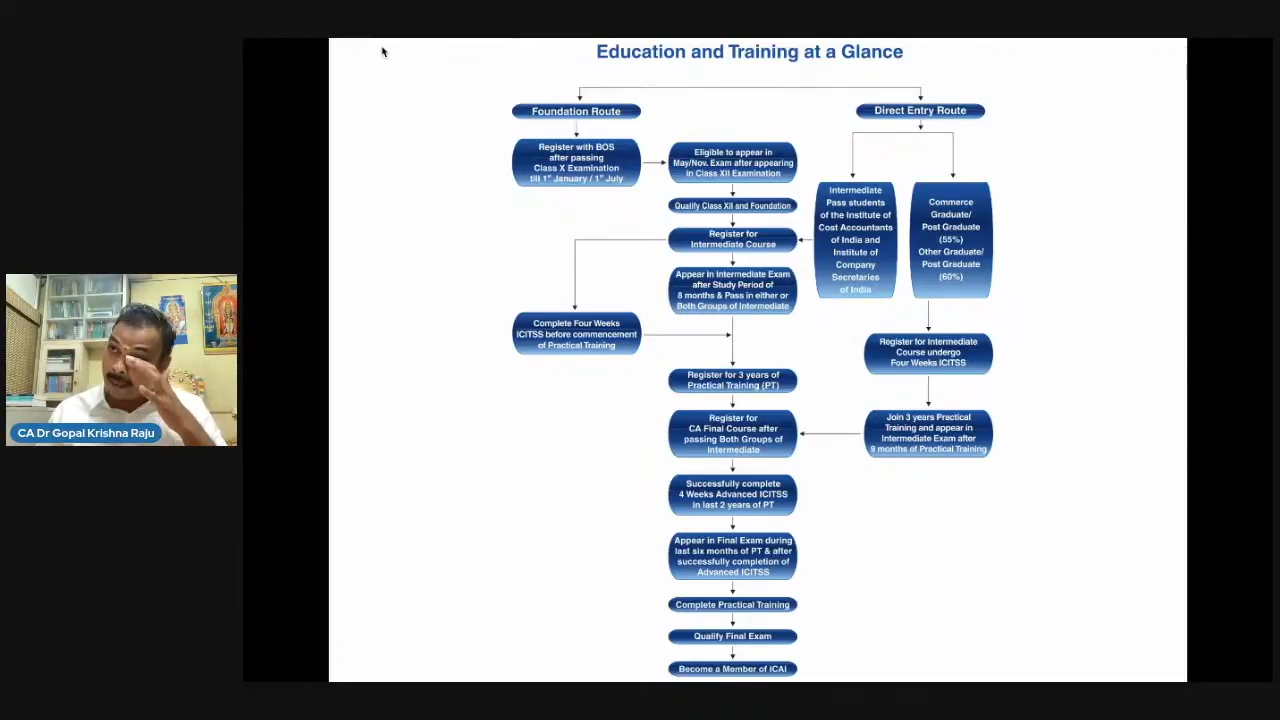 Education and Training at a Glance
Foundation Route
Direct Entry Route
Register with BOS
after passing
Class X Examination
till 1st January / 1st July
Eligible to appear in
May/Nov. Exam after appearing
in Class XII Examination
Qualify Class XII and Foundation
Register for
Intermediate Course
Appear in Intermediate Exam
after Study Period of
8 months & Pass in either or
Both Groups of Intermediate
Intermediate
Pass students
of the Institute of
Cost Accountants
of India and
Institute of
Company
Secretaries
of India
Commerce
Graduate/
Post Graduate
(55%)
Other Graduate/
Post Graduate
(60%)
Complete Four Weeks
ICITSS before commencement
of Practical Training
Register for Intermediate
Course undergo
Four Weeks ICITSS
Register for 3 years of
Practical Training (PT)
Register for
CA Final Course after
passing Both Groups of
Intermediate
Join 3 years Practical
Training and appear in
Intermediate Exam after
9 months of Practical Training
Successfully complete
4 Weeks Advanced ICITSS
in last 2 years of PT
Appear in Final Exam during
last six months of PT & after
successfully completion of
Advanced ICITSS
Complete Practical Training
Qualify Final Exam
Become a Member of ICAI
CA Dr Gopal Krishna Raju